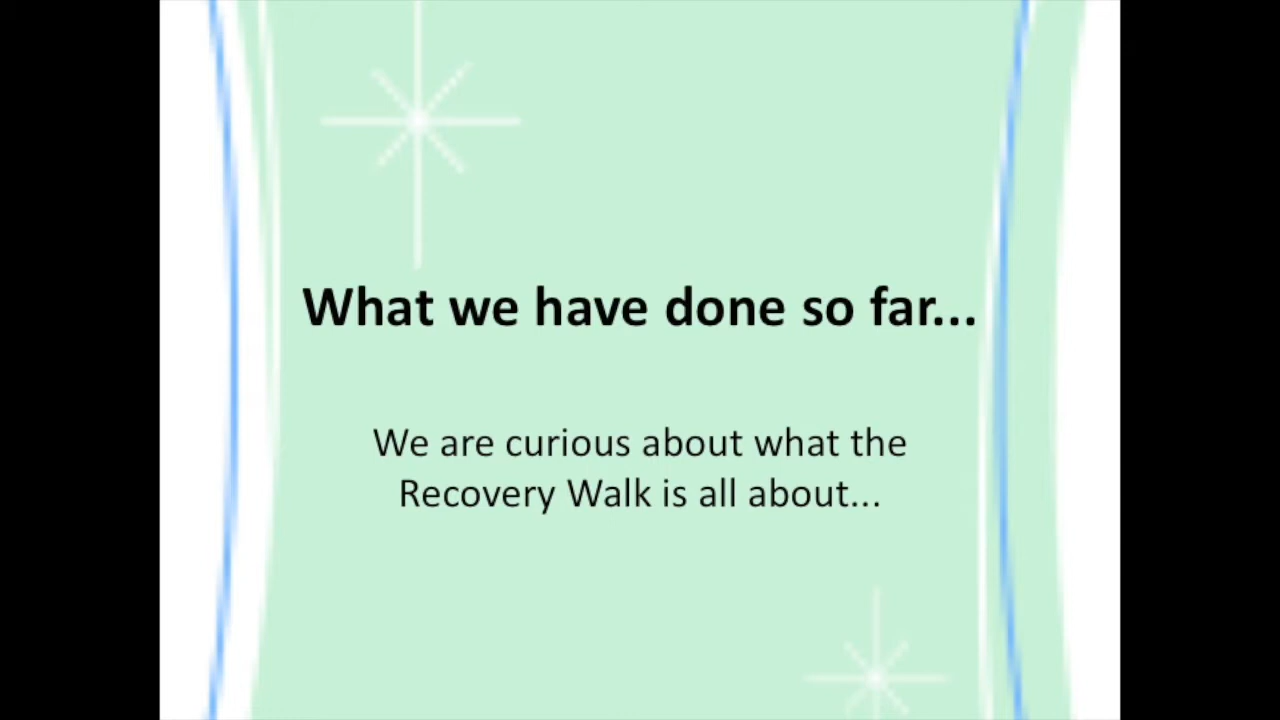 What we have done so far...
We are curious about what the
Recovery Walk is all about...